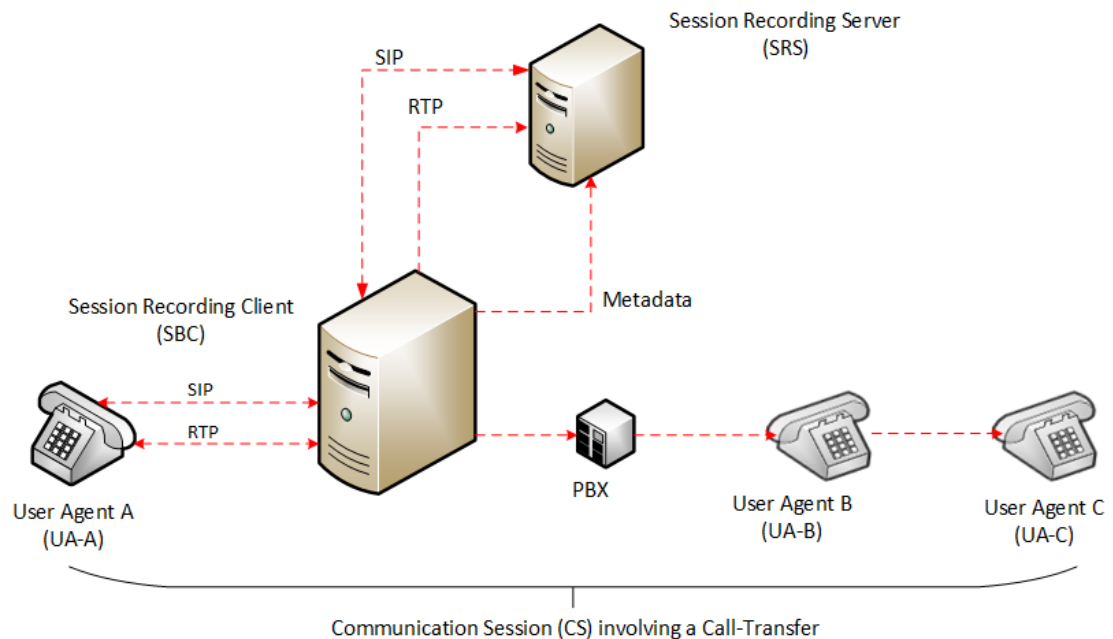 Session Recording Server
(SRS)
SIP
RTP
Session Recording Client
(SBC)
Metadata
SIP
RTP
PBX
User Agent A
(UA-A)
User Agent B
(UA-B)
User Agent C
(UA-C)
Communication Session (CS) involving a Call-Transfer